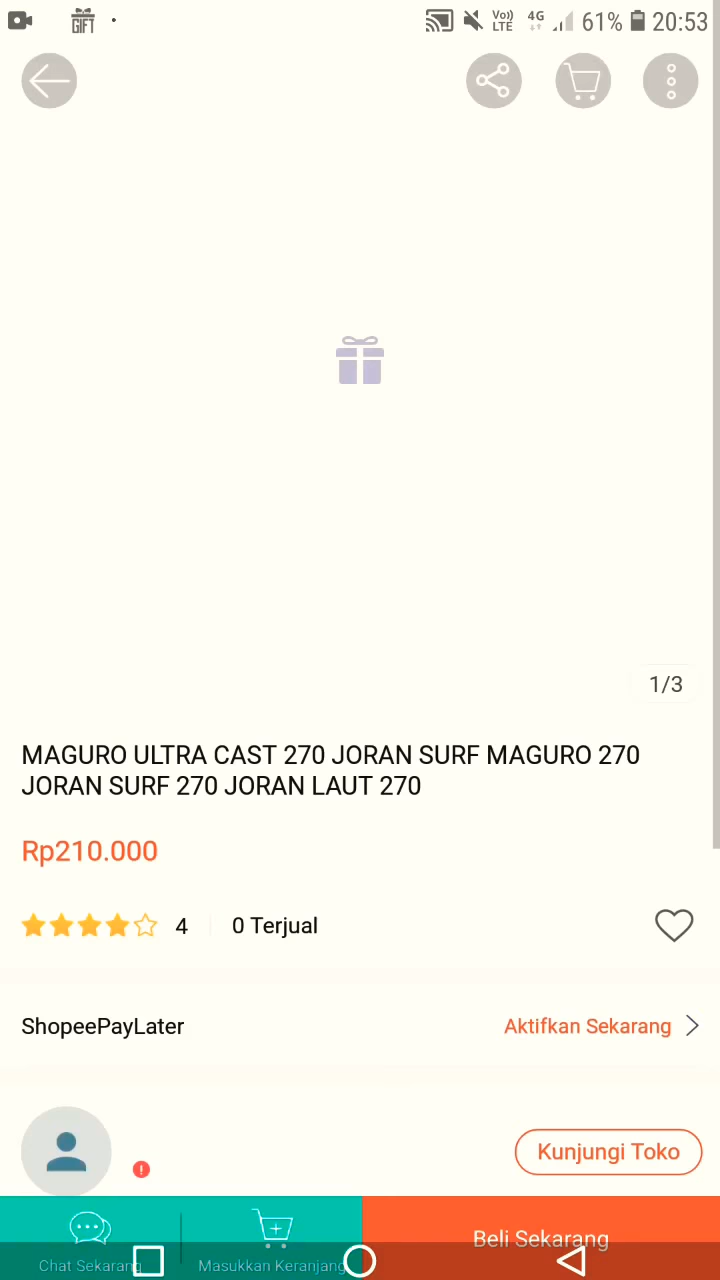 GIFT
Vo)) LTE 4G 61% 20:53
1/3
MAGURO ULTRA CAST 270 JORAN SURF MAGURO 270
JORAN SURF 270 JORAN LAUT 270
Rp210.000
4 0 Terjual
ShopeePayLater Aktifkan Sekarang
Kunjungi Toko
Chat Sekarang Masukkan Keranjang Beli Sekarang